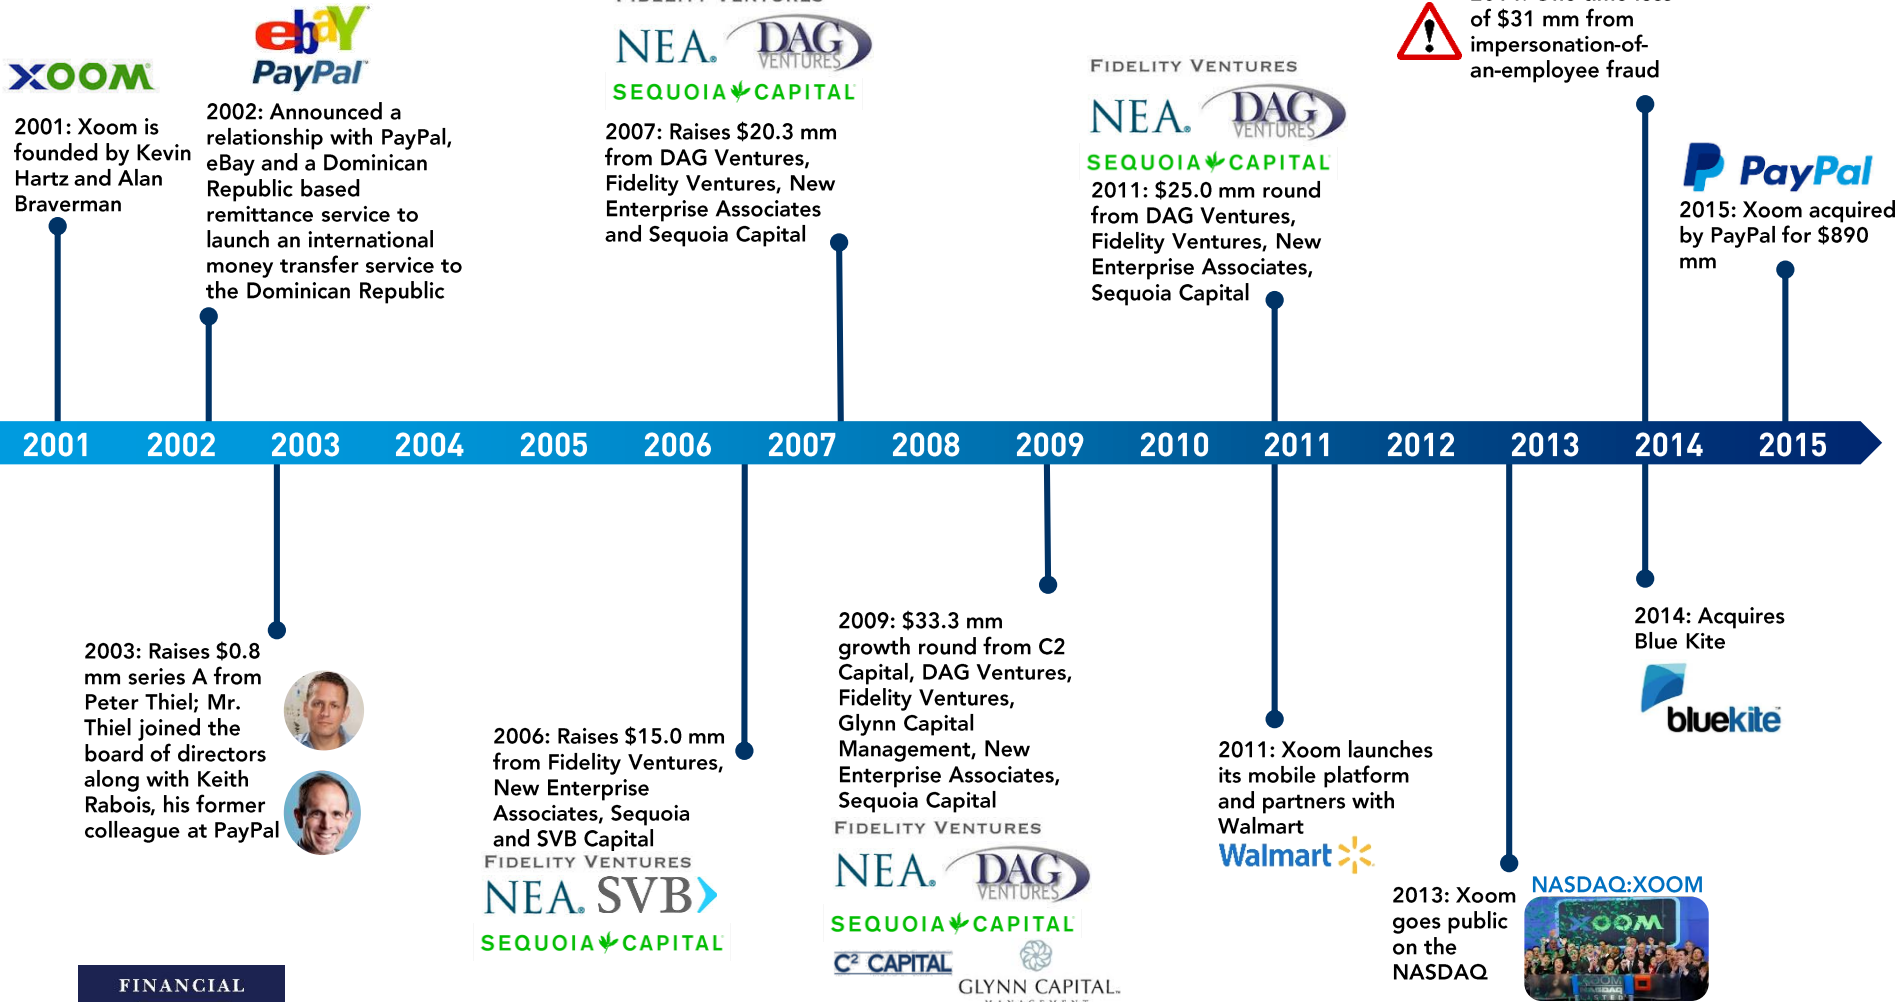 XOOM
2001: Xoom is
founded by Kevin
Hartz and Alan
Braverman
ebaY
PayPal
2002: Announced a
relationship with PayPal,
eBay and a Dominican
Republic based
remittance service to
launch an international
money transfer service to
the Dominican Republic
FIDELITY VENTURES
NEA. DAG
VENTURES
SEQUOIA CAPITAL
2007: Raises $20.3 mm
from DAG Ventures,
Fidelity Ventures, New
Enterprise Associates
and Sequoia Capital
FIDELITY VENTURES
NEA. DAG
VENTURES
SEQUOIA CAPITAL
2011: $25.0 mm round
from DAG Ventures,
Fidelity Ventures, New
Enterprise Associates,
Sequoia Capital
!
of $31 mm from
impersonation-of-
an-employee fraud
PayPal
2015: Xoom acquired
by PayPal for $890
mm
2001 2002 2003 2004 2005 2006 2007 2008 2009 2010 2011 2012 2013 2014 2015
2003: Raises $0.8
mm series A from
Peter Thiel; Mr.
Thiel joined the
board of directors
along with Keith
Rabois, his former
colleague at PayPal
2006: Raises $15.0 mm
from Fidelity Ventures,
New Enterprise
Associates, Sequoia
and SVB Capital
FIDELITY VENTURES
NEA. SVB
SEQUOIA CAPITAL
2009: $33.3 mm
growth round from C2
Capital, DAG Ventures,
Fidelity Ventures,
Glynn Capital
Management, New
Enterprise Associates,
Sequoia Capital
FIDELITY VENTURES
NEA. DAG
VENTURES
SEQUOIA CAPITAL
C2 CAPITAL
GLYNN CAPITAL
2011: Xoom launches
its mobile platform
and partners with
Walmart
Walmart
2013: Xoom
goes public
on the
NASDAQ
NASDAQ:XOOM
XOOM
XOOM
NASDAQ
LISTED
2014: Acquires
Blue Kite
bluekite
FINANCIAL